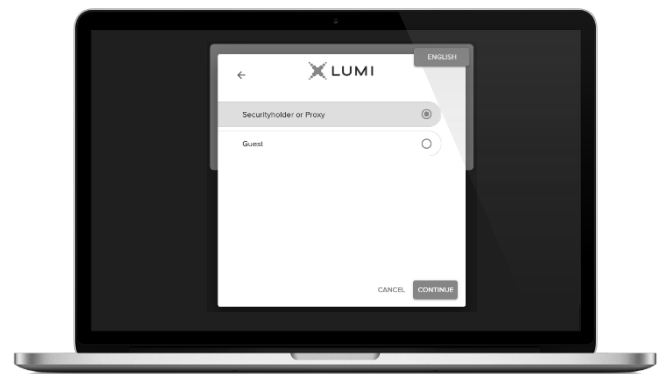 ENGLISH
LUMI
Securityholder or Proxy
Guest
CANCEL
CONTINUE